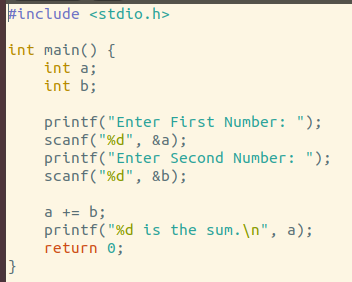 #include <stdio.h>

int main() {
    int a;
    int b;

    printf("Enter First Number: ");
    scanf("%d", &a);
    printf("Enter Second Number: ");
    scanf("%d", &b);

    a += b;
    printf("%d is the sum.\n", a);
    return 0;
}